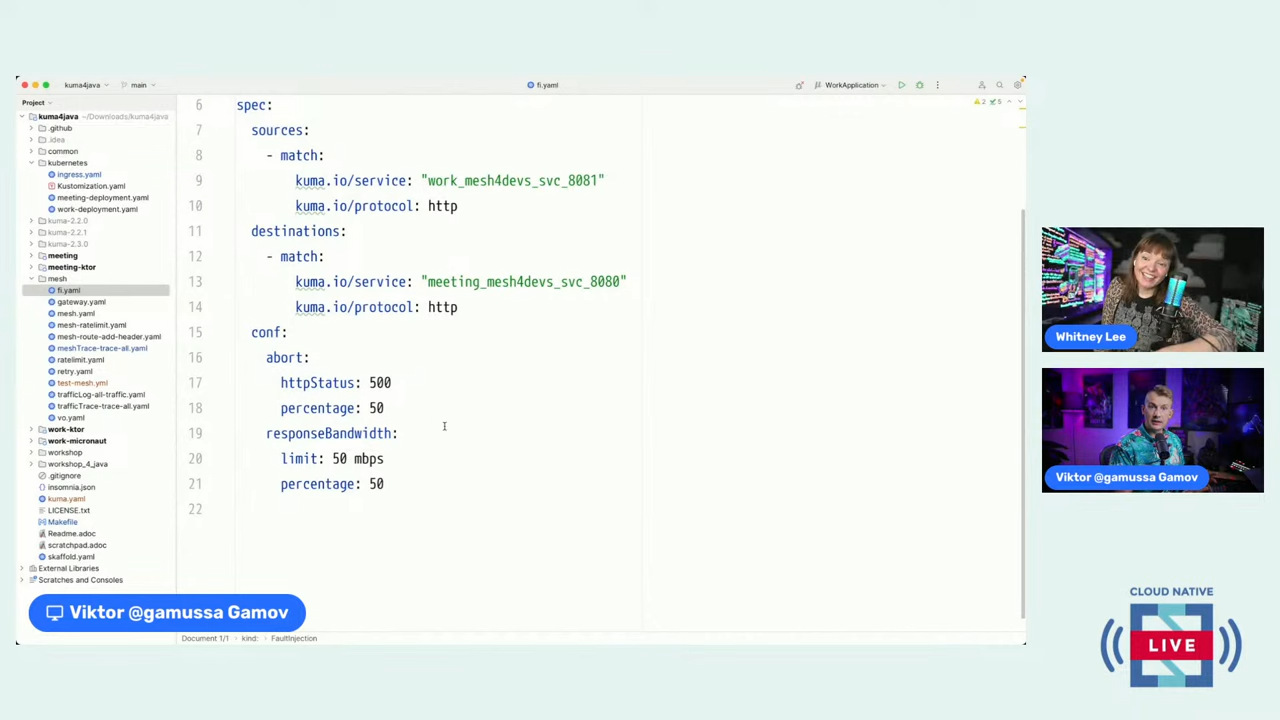 kuma4java
main
fi.yaml
WorkApplication
Project
2
5
kuma4java ~/Downloads/kuma4java
.github
.idea
common
kubernetes
ingress.yaml
Kustomization.yaml
meeting-deployment.yaml
work-deployment.yaml
kuma-2.2.0
kuma-2.2.1
kuma-2.3.0
meeting
meeting-ktor
mesh
fi.yaml
gateway.yaml
mesh.yaml
mesh-ratelimit.yaml
mesh-route-add-header.yaml
meshTrace-trace-all.yaml
ratelimit.yaml
retry.yaml
test-mesh.yml
trafficLog-all-traffic.yaml
trafficTrace-trace-all.yaml
vo.yaml
work-ktor
work-micronaut
workshop
workshop_4_java
.gitignore
insomnia.json
kuma.yaml
LICENSE.txt
Makefile
Readme.adoc
scratchpad.adoc
skaffold.yaml
External Libraries
Scratches and Consoles
6 spec:
7 sources:
8 - match:
9 kuma.io/service: "work_mesh4devs_svc_8081"
10 kuma.io/protocol: http
11 destinations:
12 - match:
13 kuma.io/service: "meeting_mesh4devs_svc_8080"
14 kuma.io/protocol: http
15 conf:
16 abort:
17 httpStatus: 500
18 percentage: 50
19 responseBandwidth:
20 limit: 50 mbps
21 percentage: 50
22
Document 1/1
kind:
FaultInjection
Viktor @gamussa Gamov
Whitney Lee
Viktor @gamussa Gamov
CLOUD NATIVE
LIVE